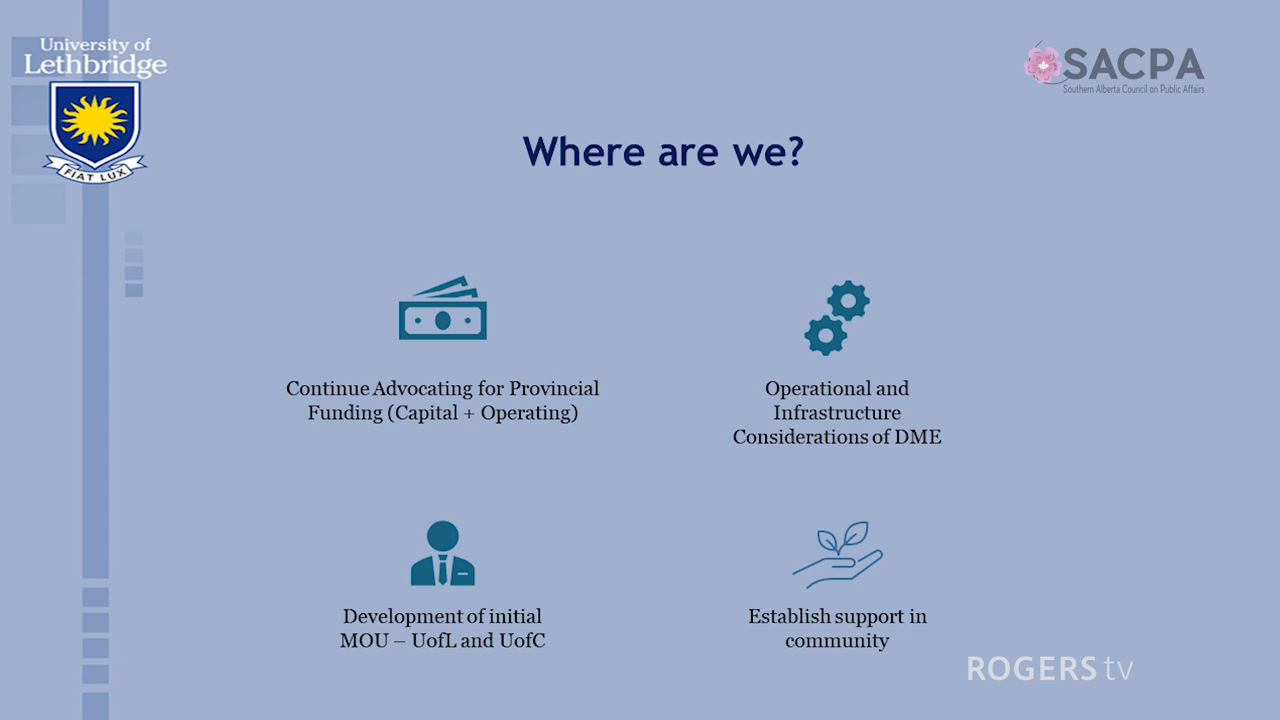 University of
Lethbridge
FIAT LUX
SACPA
Southern Alberta Council on Public Affairs
Where are we?
Continue Advocating for Provincial
Funding (Capital + Operating)
Operational and
Infrastructure
Considerations of DME
Development of initial
MOU – UofL and UofC
Establish support in
community
ROGERS tv